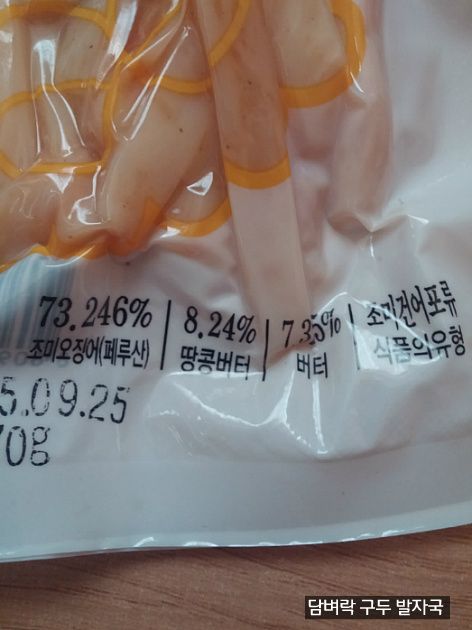 73.246%
조미오징어(페루산)
8.24%
땅콩버터
7.35%
버터
조미건어포류
식품의유형
5.09.25
70g
담벼락 구두 발자국